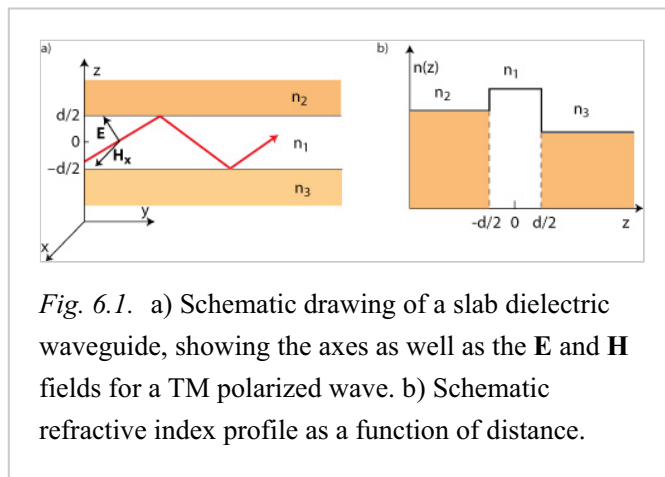 a)
z
n2
d/2
E
0
n1
Hx
-d/2
n3
y
x
b)
n(z)
n1
n2
n3
-d/2 0 d/2 z
Fig. 6.1. a) Schematic drawing of a slab dielectric
waveguide, showing the axes as well as the E and H
fields for a TM polarized wave. b) Schematic
refractive index profile as a function of distance.